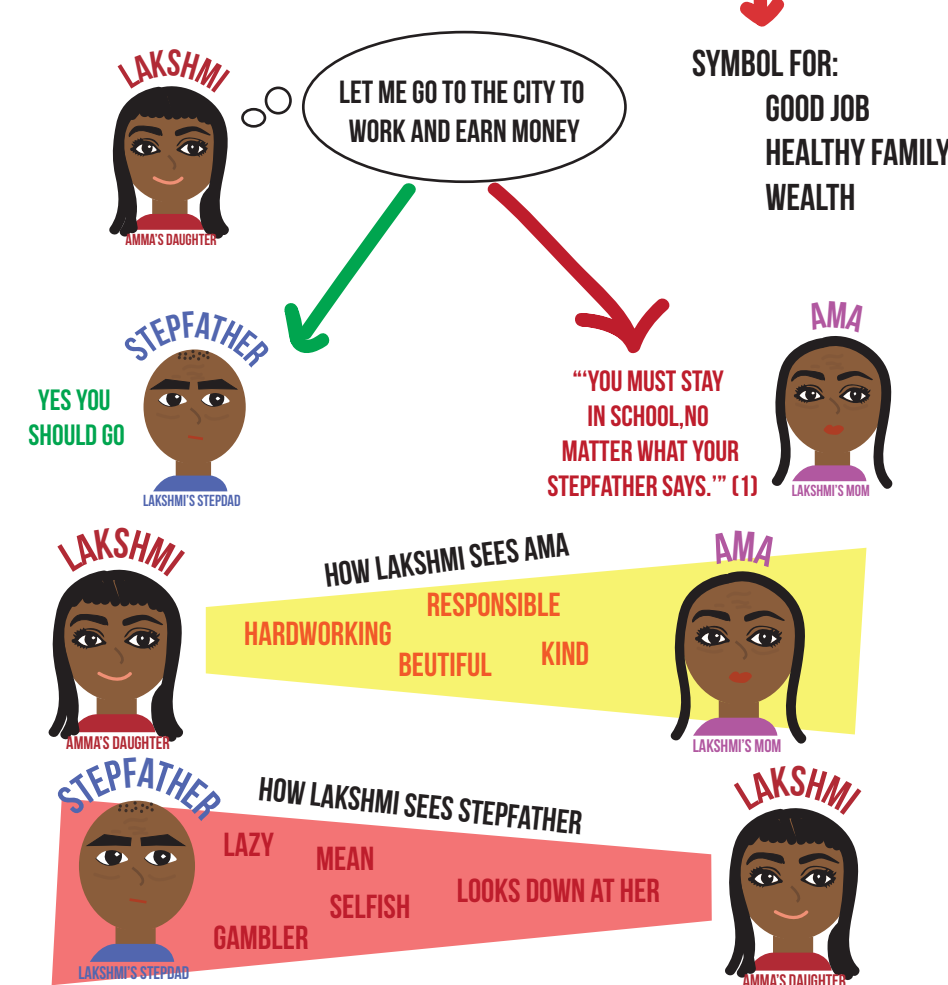 SYMBOL FOR:
GOOD JOB
HEALTHY FAMILY
WEALTH
LAKSHMI
AMMA'S DAUGHTER
LET ME GO TO THE CITY TO
WORK AND EARN MONEY
STEPFATHER
YES YOU
SHOULD GO
LAKSHMI'S STEPDAD
"'YOU MUST STAY
IN SCHOOL,NO
MATTER WHAT YOUR
STEPFATHER SAYS.'" (1)
AMA
LAKSHMI'S MOM
LAKSHMI
AMMA'S DAUGHTER
HOW LAKSHMI SEES AMA
RESPONSIBLE
HARDWORKING
BEUTIFUL
KIND
AMA
LAKSHMI'S MOM
STEPFATHER
LAKSHMI'S STEPDAD
HOW LAKSHMI SEES STEPFATHER
LAZY
MEAN
SELFISH
LOOKS DOWN AT HER
GAMBLER
LAKSHMI
AMMA'S DAUGHTER